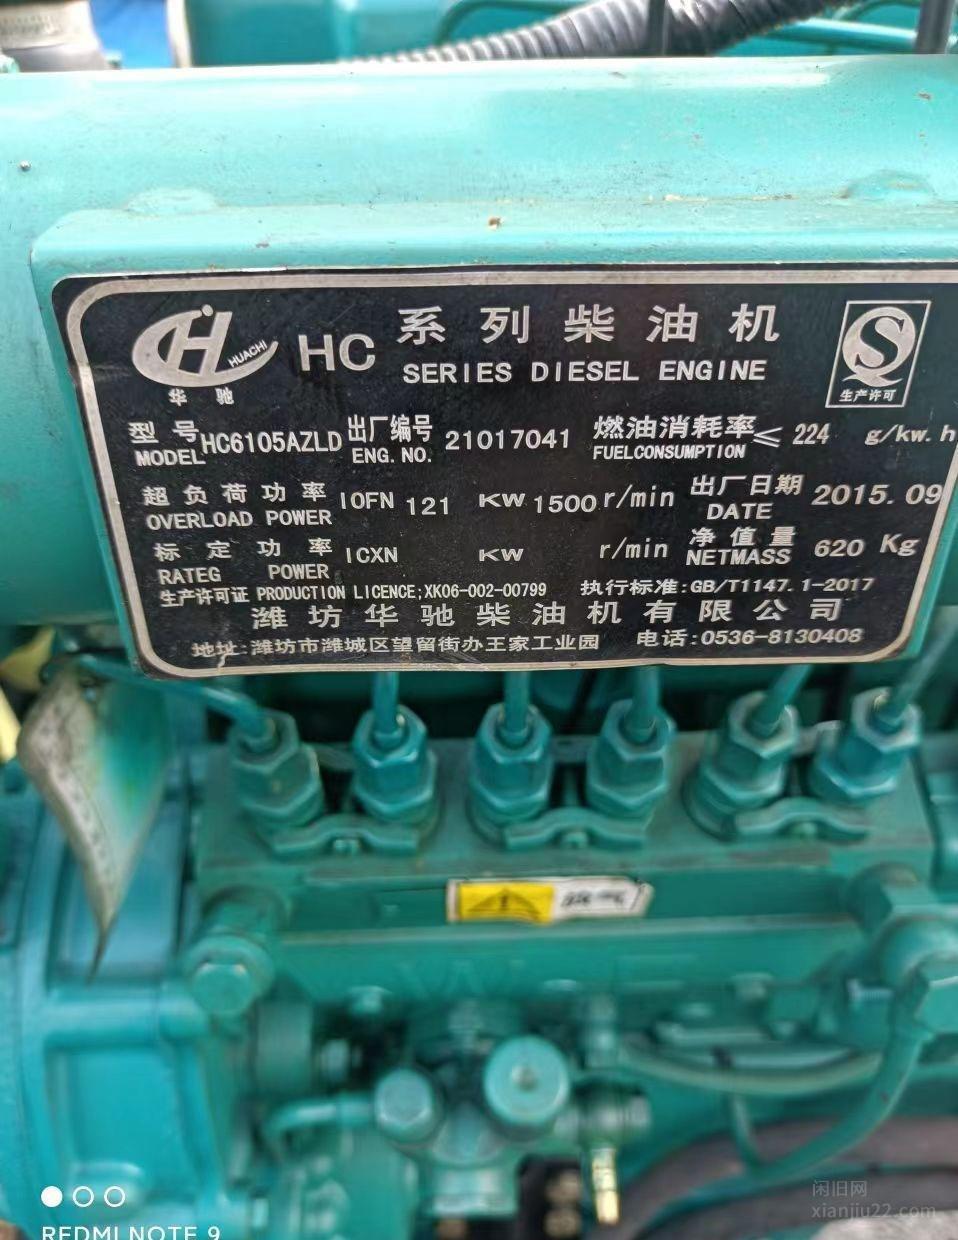 HUACHI
华驰
HC 系列柴油机
SERIES DIESEL ENGINE
生产许可
型号 HC6105AZLD 出厂编号 21017041 燃油消耗率 ≤ 224 g/kw.h
MODEL ENG.NO. FUELCONSUMPTION
超负荷功率 IOFN 121 KW 1500 r/min 出厂日期 2015.09
OVERLOAD POWER DATE
标定功率 ICXN KW r/min 净值量 620 Kg
RATEG POWER NETMASS
生产许可证 PRODUCTION LICENCE;XK06-002-00799 执行标准:GB/T1147.1-2017
潍坊华驰柴油机有限公司
地址:潍坊市潍城区望留街办王家工业园 电话:0536-8130408
闲旧网
xianjiu22.com
REDMI NOTE 9